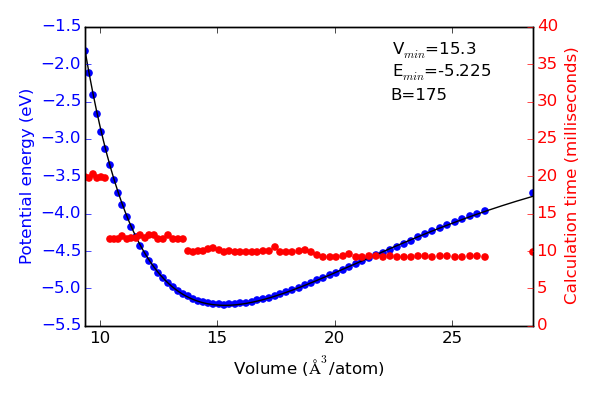 −1.5
−2.0
−2.5
−3.0
−3.5
−4.0
−4.5
−5.0
−5.5
Potential energy (eV)
V_min=15.3
E_min=-5.225
B=175
40
35
30
25
20
15
10
5
0
Calculation time (milliseconds)
10 15 20 25
Volume (Å³/atom)